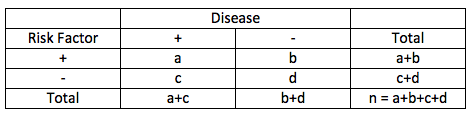 Disease
Risk Factor + - Total
+ a b a+b
- c d c+d
Total a+c b+d n = a+b+c+d